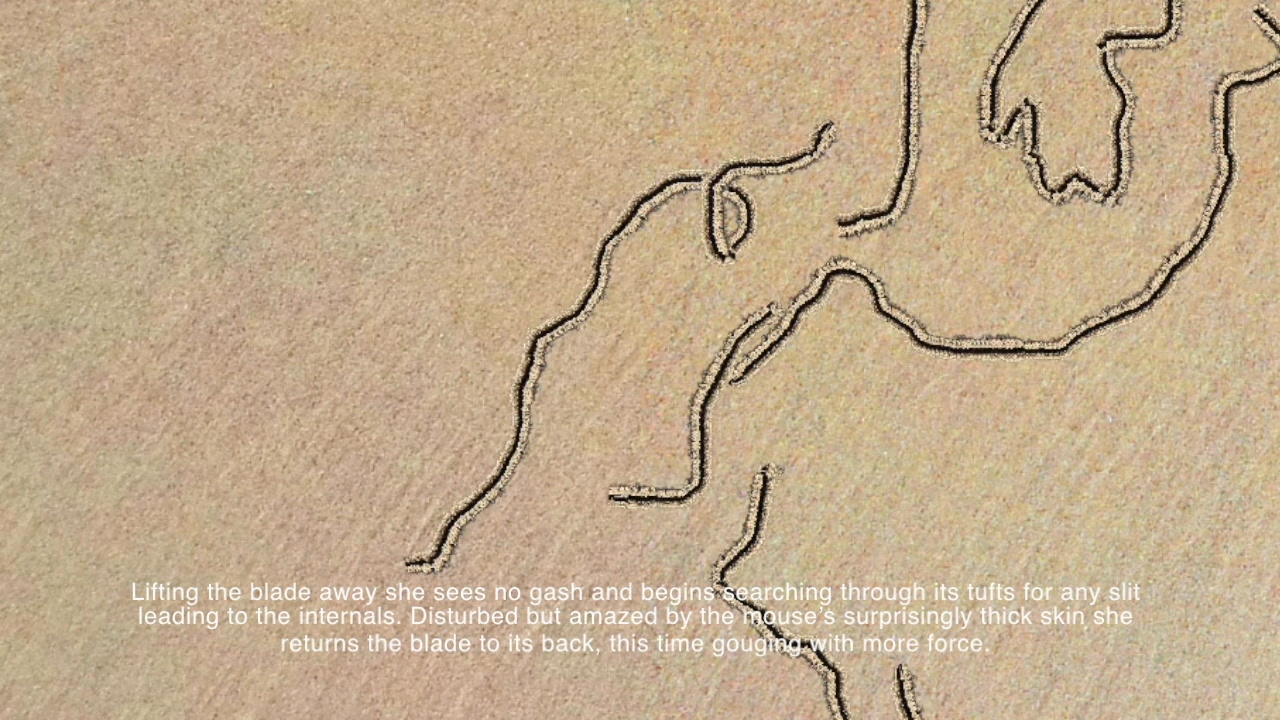 Lifting the blade away she sees no gash and begins searching through its tufts for any slit
leading to the internals. Disturbed but amazed by the mouse's surprisingly thick skin she
returns the blade to its back, this time gouging with more force.